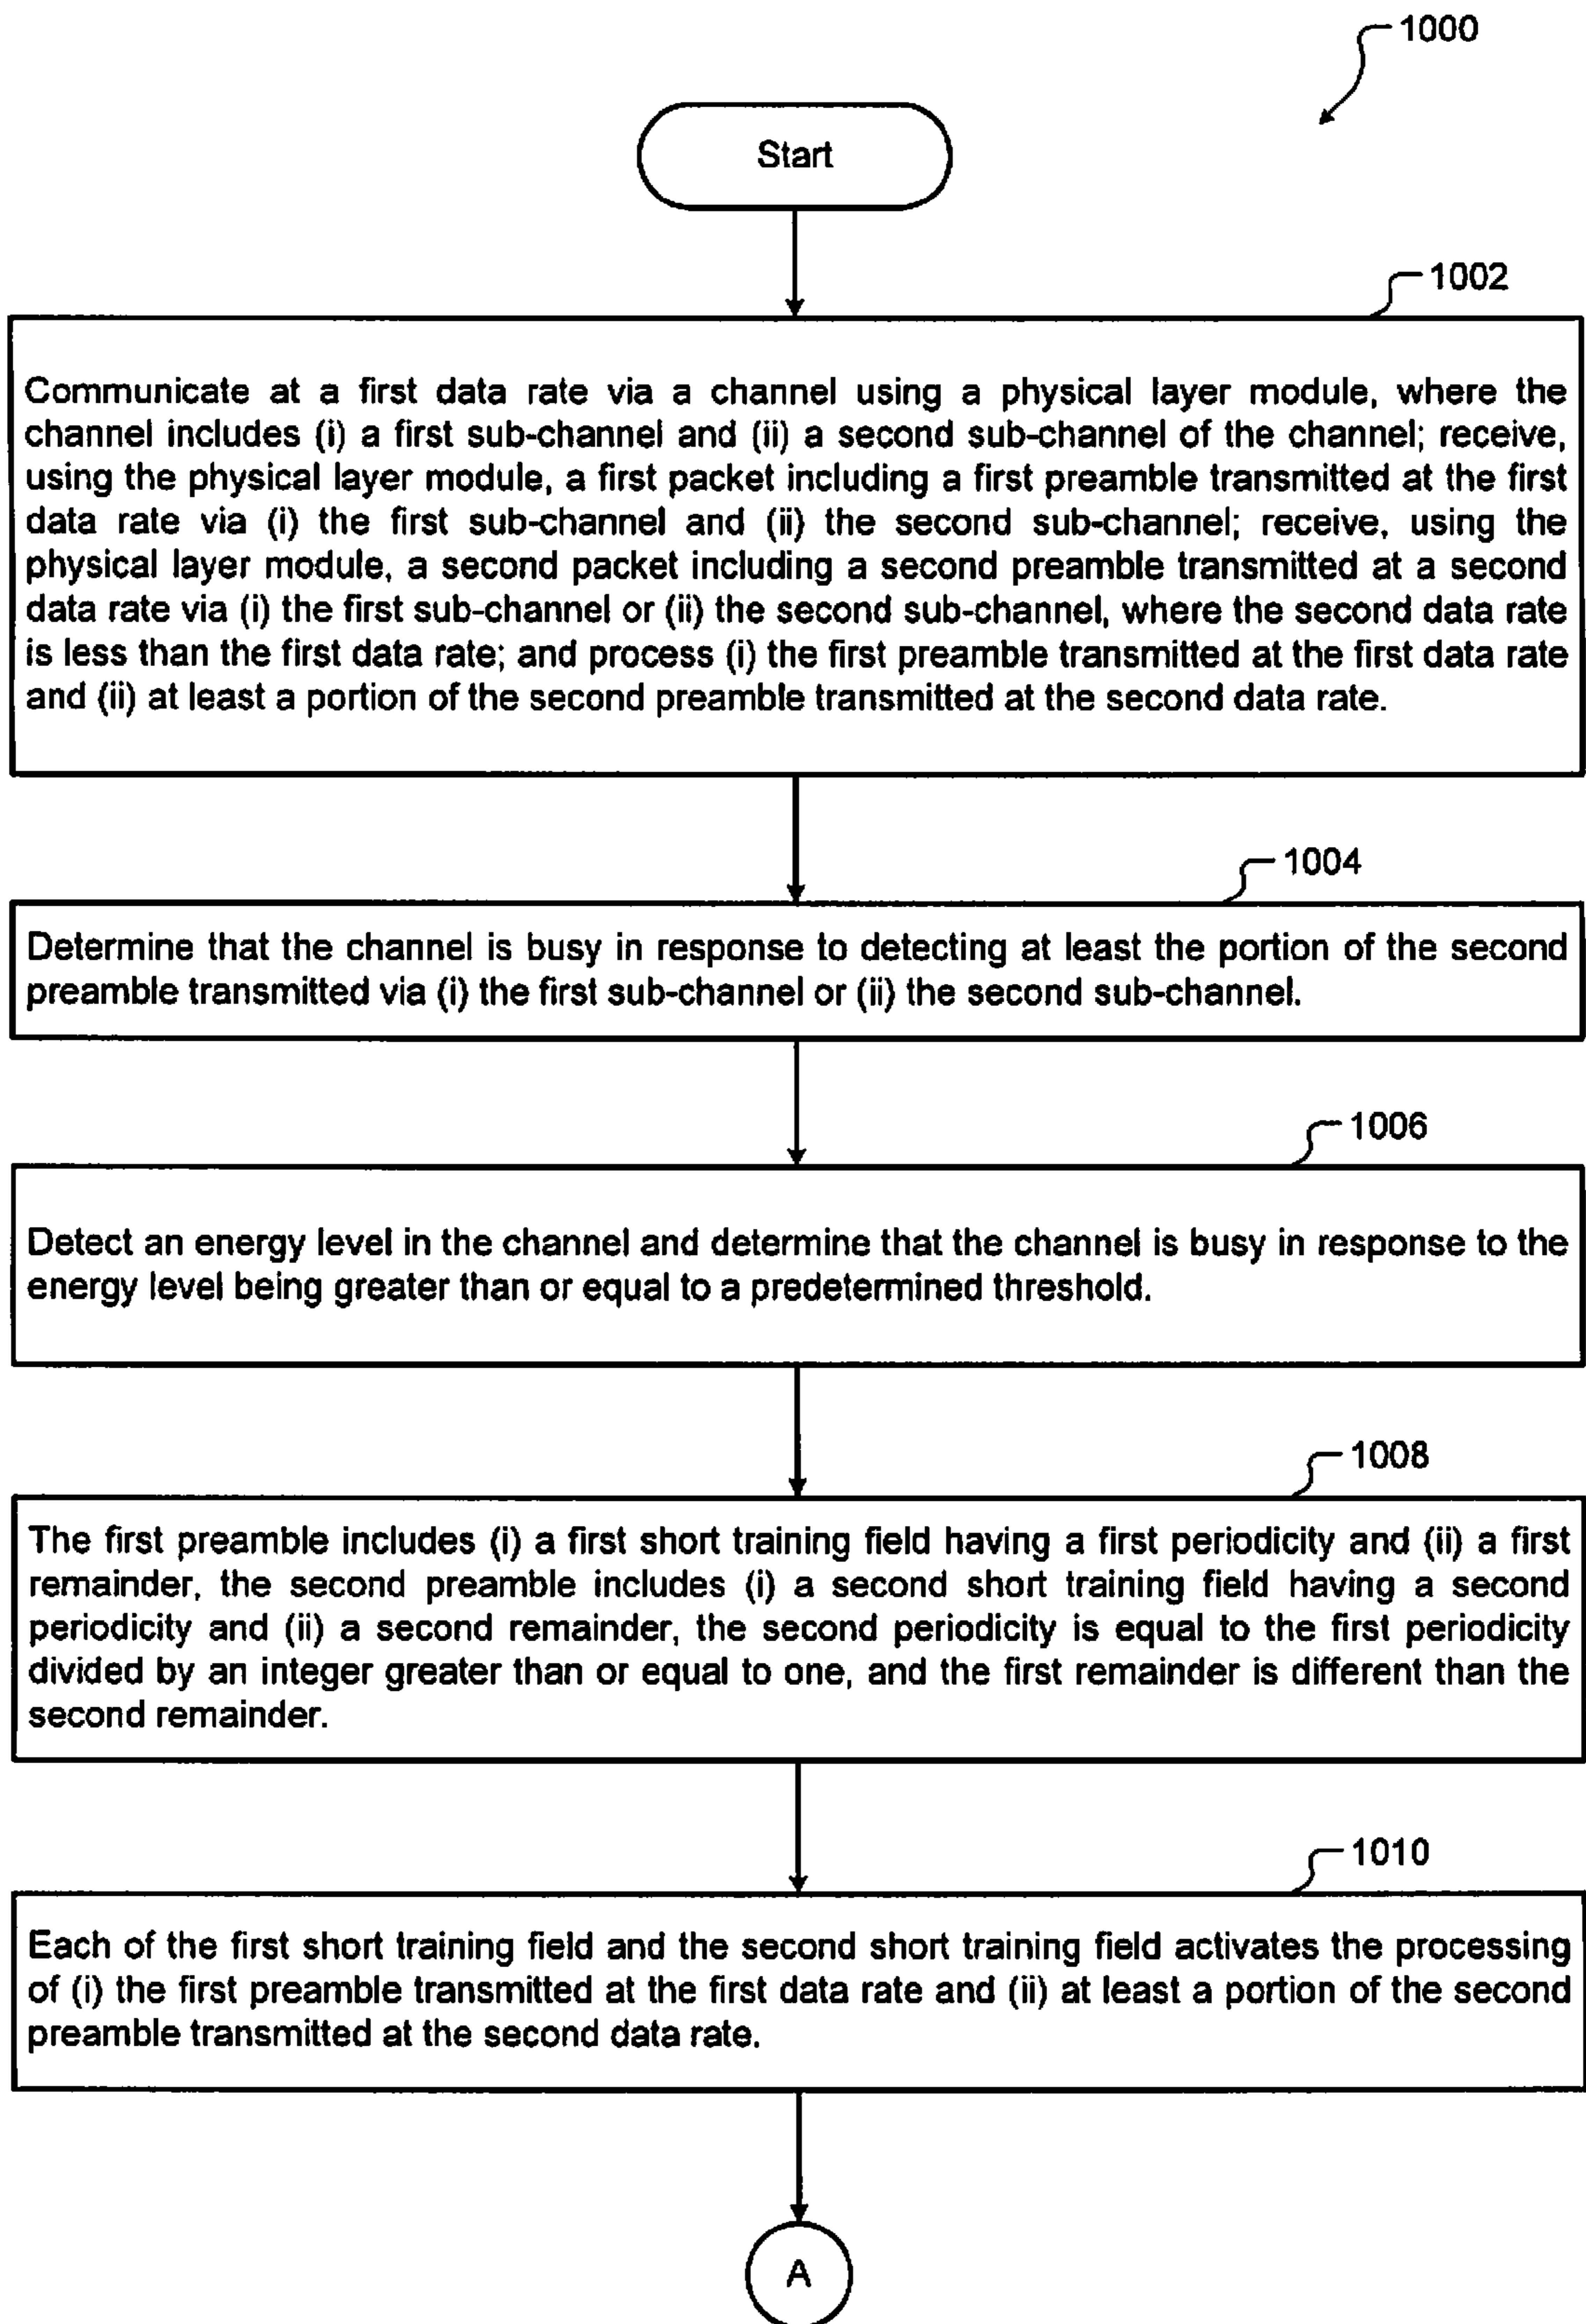 1000
Start
1002
Communicate at a first data rate via a channel using a physical layer module, where the
channel includes (i) a first sub-channel and (ii) a second sub-channel of the channel; receive,
using the physical layer module, a first packet including a first preamble transmitted at the first
data rate via (i) the first sub-channel and (ii) the second sub-channel; receive, using the
physical layer module, a second packet including a second preamble transmitted at a second
data rate via (i) the first sub-channel or (ii) the second sub-channel, where the second data rate
is less than the first data rate; and process (i) the first preamble transmitted at the first data rate
and (ii) at least a portion of the second preamble transmitted at the second data rate.
1004
Determine that the channel is busy in response to detecting at least the portion of the second
preamble transmitted via (i) the first sub-channel or (ii) the second sub-channel.
1006
Detect an energy level in the channel and determine that the channel is busy in response to the
energy level being greater than or equal to a predetermined threshold.
1008
The first preamble includes (i) a first short training field having a first periodicity and (ii) a first
remainder, the second preamble includes (i) a second short training field having a second
periodicity and (ii) a second remainder, the second periodicity is equal to the first periodicity
divided by an integer greater than or equal to one, and the first remainder is different than the
second remainder.
1010
Each of the first short training field and the second short training field activates the processing
of (i) the first preamble transmitted at the first data rate and (ii) at least a portion of the second
preamble transmitted at the second data rate.
A